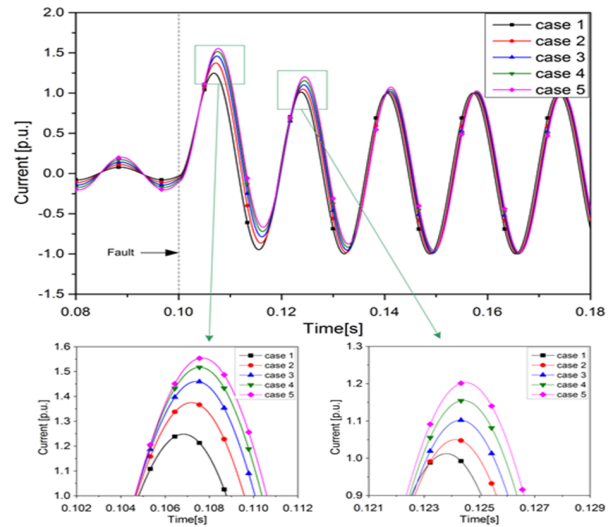 2.0
1.5
1.0
0.5
0.0
-0.5
-1.0
-1.5
Current [p.u.]
case 1
case 2
case 3
case 4
case 5
Fault
0.08 0.10 0.12 0.14 0.16 0.18
Time[s]
1.6
1.5
1.4
1.3
1.2
1.1
1.0
Current [p.u.]
case 1
case 2
case 3
case 4
case 5
0.102 0.104 0.106 0.108 0.110 0.112
Time[s]
1.3
1.2
1.1
1.0
0.9
Current [p.u.]
case 1
case 2
case 3
case 4
case 5
0.121 0.123 0.125 0.127 0.129
Time[s]